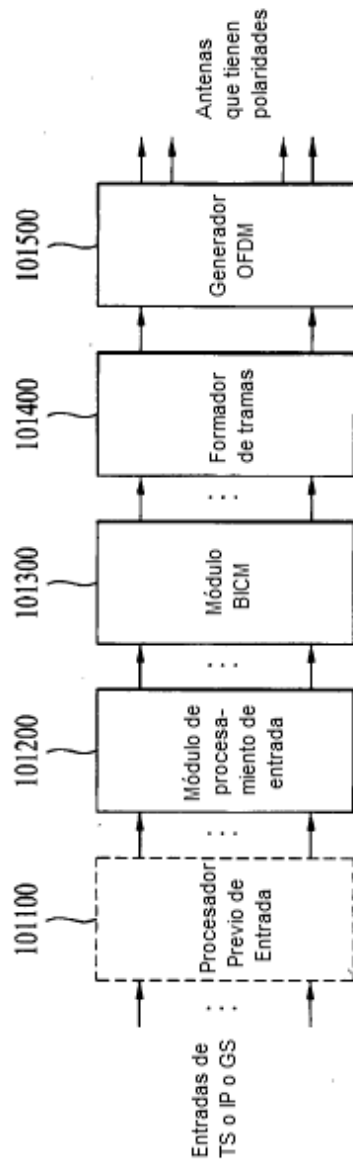 Entradas de
TS o IP o GS
101100
Procesador
Previo de
Entrada
101200
Módulo de
procesa-
miento de
entrada
101300
Módulo
BICM
101400
Formador
de tramas
101500
Generador
OFDM
Antenas
que tienen
polaridades